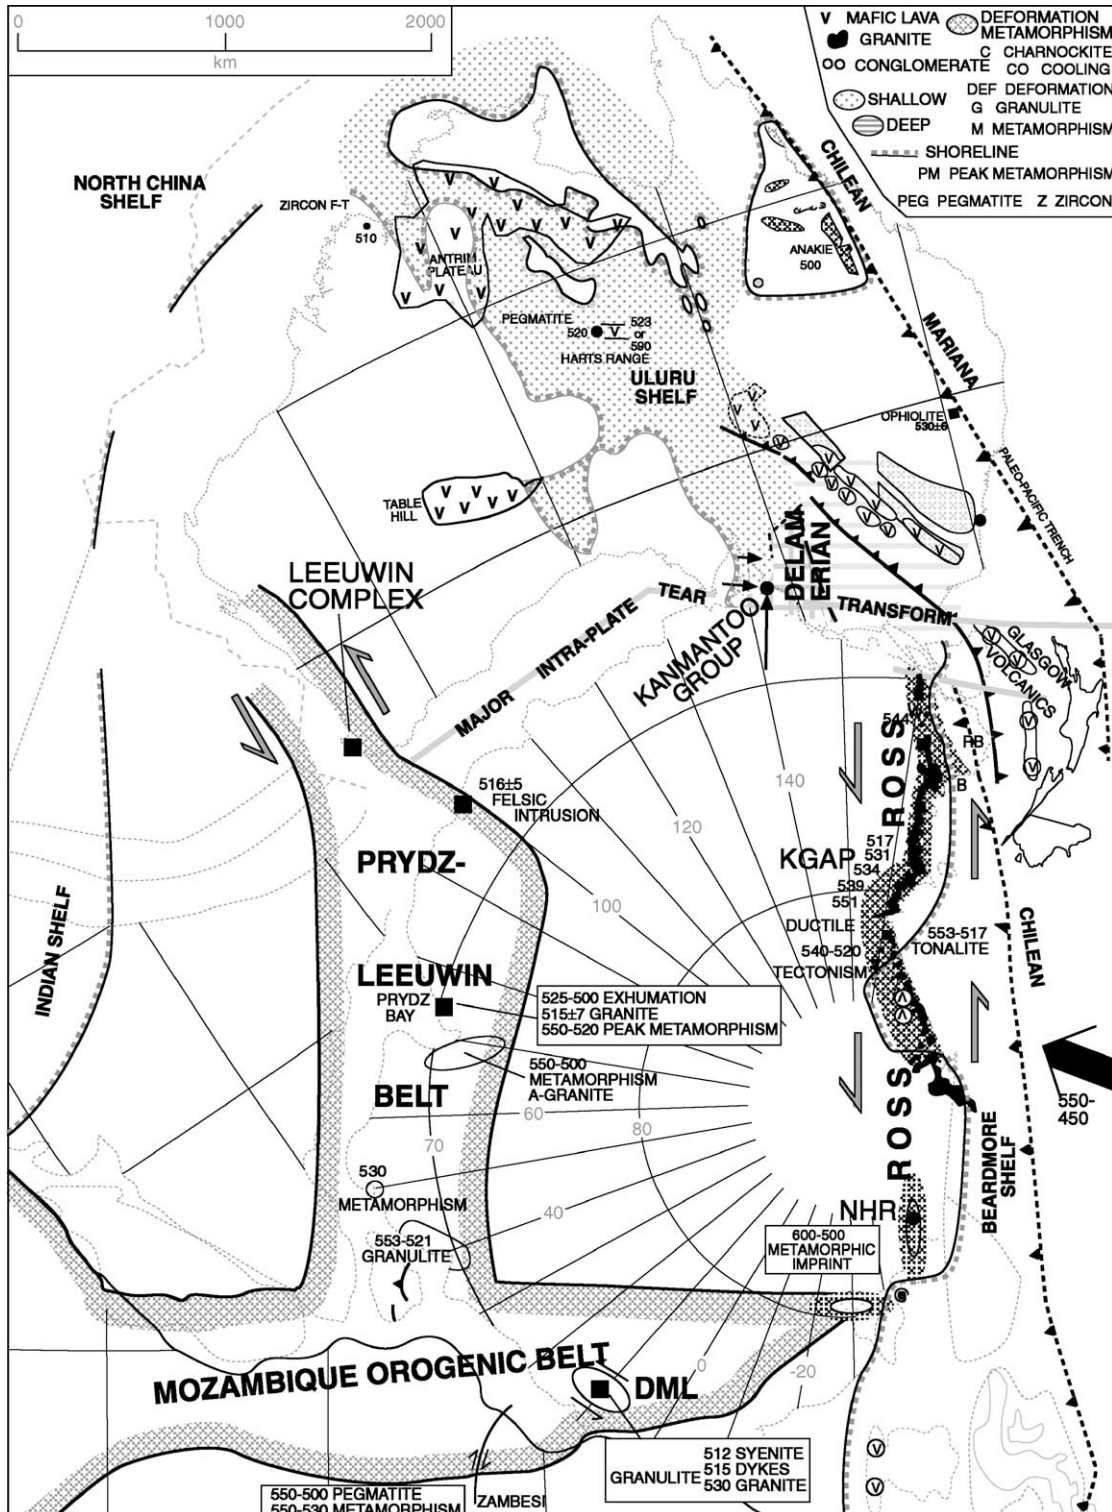 0 1000 2000
km
V MAFIC LAVA
GRANITE
CONGLOMERATE
SHALLOW
DEEP
DEFORMATION
METAMORPHISM
C CHARNOCKITE
CO COOLING
DEF DEFORMATION
G GRANULITE
M METAMORPHISM
SHORELINE
PM PEAK METAMORPHISM
PEG PEGMATITE Z ZIRCON
NORTH CHINA
SHELF
ZIRCON F-T
510
ANTRIM
PLATEAU
PEGMATITE
520
523
or
590
HARTS RANGE
ULURU
SHELF
CHILEAN
MARIANA
ANAKIE
500
OPHIOLITE
530±6
PALEO-PACIFIC TRENCH
TABLE
HILL
LEEUWIN
COMPLEX
MAJOR INTRA-PLATE TEAR
TRANSFORM
DELAM
ERIAN
KANMANTOO
GROUP
GLASGOW
VOLCANICS
544
RB
B
ROSS
516±5
FELSIC
INTRUSION
PRYDZ-
LEEUWIN
BELT
140
120
100
KGAP
517
531
534
539
551
DUCTILE
540-520
TECTONISM
553-517
TONALITE
CHILEAN
INDIAN SHELF
PRYDZ
BAY
525-500 EXHUMATION
515±7 GRANITE
550-520 PEAK METAMORPHISM
550-500
METAMORPHISM
A-GRANITE
60
70
80
40
530
METAMORPHISM
553-521
GRANULITE
ROSS
550-
450
BEARDMORE
SHELF
NHR
600-500
METAMORPHIC
IMPRINT
MOZAMBIQUE OROGENIC BELT
DML
0
-20
GRANULITE
512 SYENITE
515 DYKES
530 GRANITE
550-500 PEGMATITE
550-530 METAMORPHISM
ZAMBESI